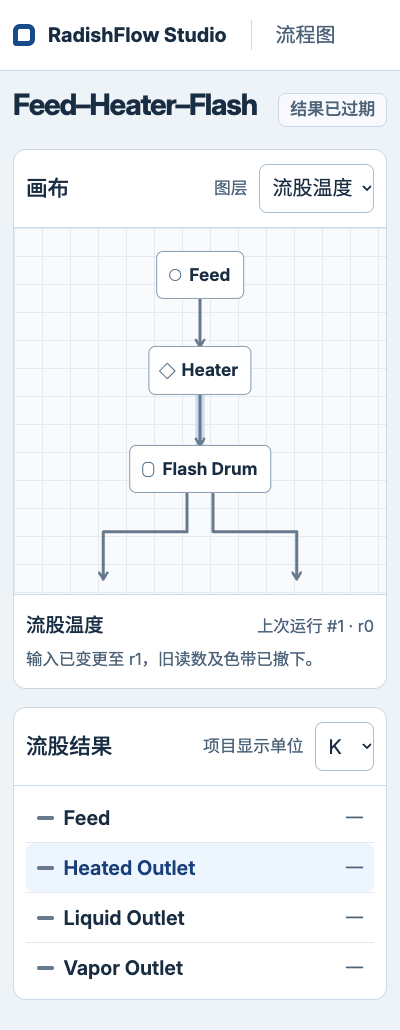 RadishFlow Studio 流程图
Feed–Heater–Flash 结果已过期
画布 图层 流股温度
Feed
Heater
Flash Drum
流股温度 上次运行 #1 · r0
输入已变更至 r1，旧读数及色带已撤下。
流股结果 项目显示单位 K
Feed —
Heated Outlet —
Liquid Outlet —
Vapor Outlet —